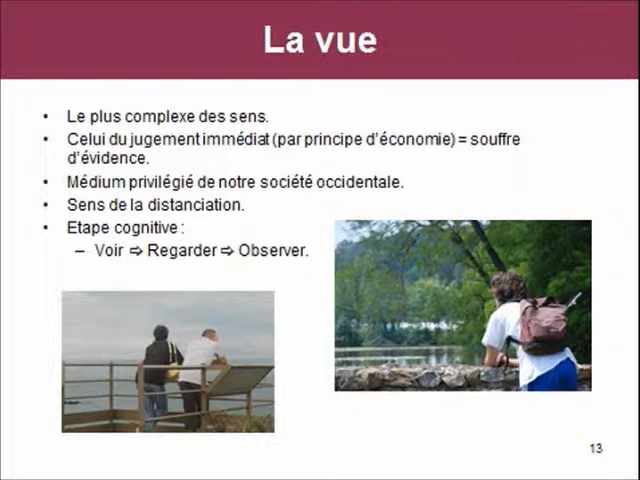 La vue
• Le plus complexe des sens.
• Celui du jugement immédiat (par principe d'économie) = souffre
d'évidence.
• Médium privilégié de notre société occidentale.
• Sens de la distanciation.
• Etape cognitive :
– Voir ⇨ Regarder ⇨ Observer.
13